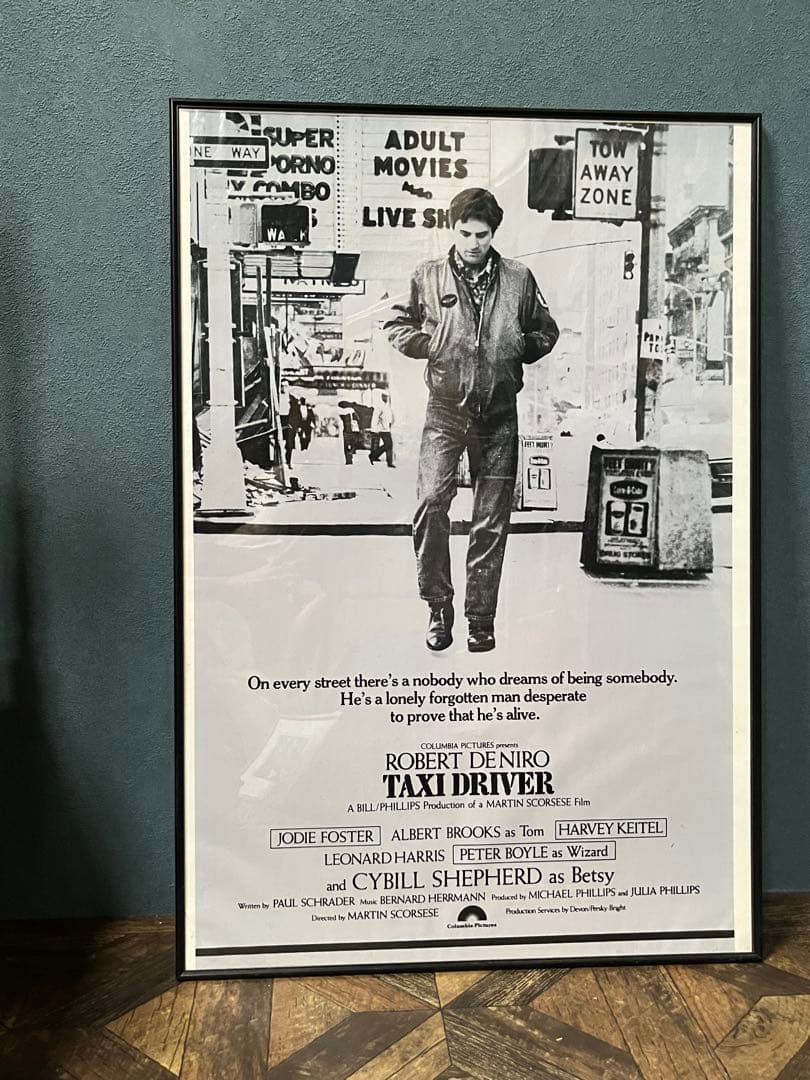 ONE WAY
SUPER
PORNO
XXX COMBO
ADULT
MOVIES
ALSO
LIVE SH
TOW
AWAY
ZONE
WALK
FEET HURT?
On every street there's a nobody who dreams of being somebody.
He's a lonely forgotten man desperate
to prove that he's alive.
COLUMBIA PICTURES presents
ROBERT DE NIRO
TAXI DRIVER
A BILL/PHILLIPS Production of a MARTIN SCORSESE Film
JODIE FOSTER ALBERT BROOKS as Tom HARVEY KEITEL
LEONARD HARRIS PETER BOYLE as Wizard
and CYBILL SHEPHERD as Betsy
Written by PAUL SCHRADER Music BERNARD HERRMANN Produced by MICHAEL PHILLIPS and JULIA PHILLIPS
Directed by MARTIN SCORSESE Production Services by Devon/Persky Bright
Columbia Pictures